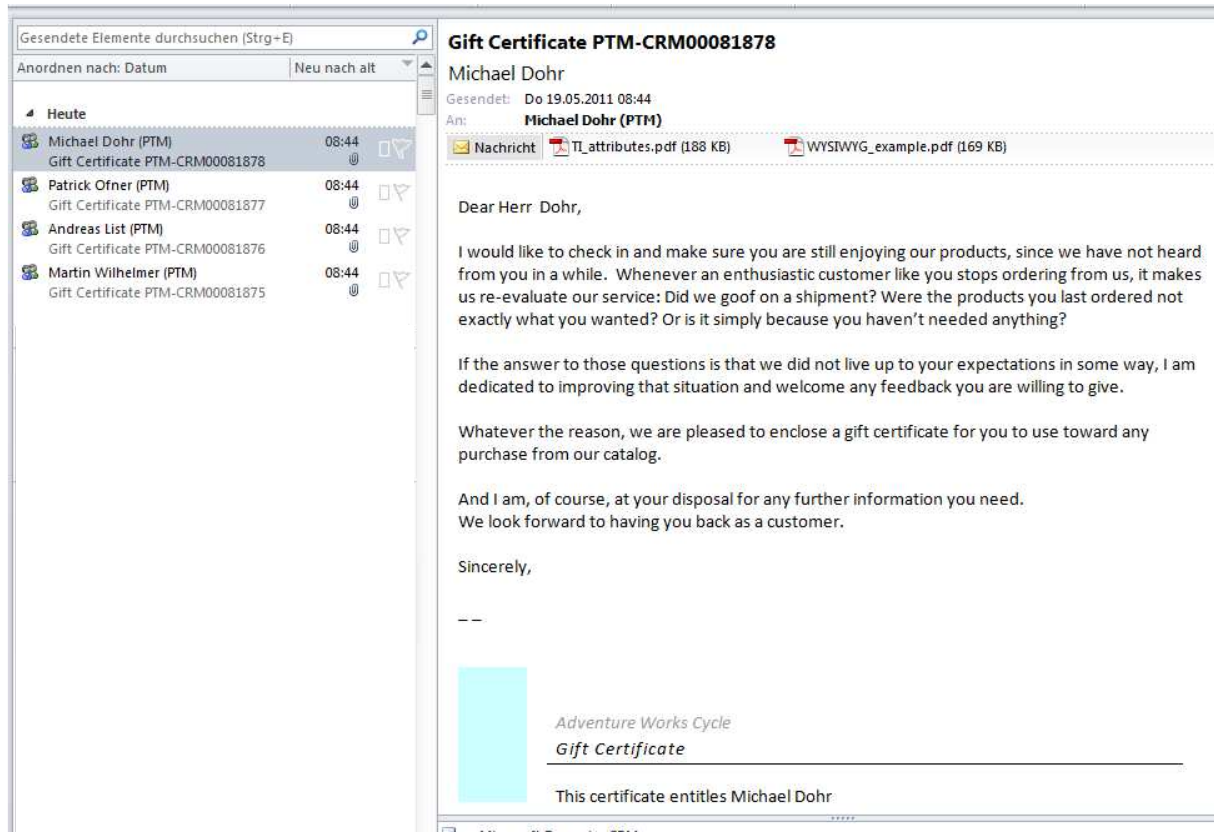 Gesendete Elemente durchsuchen (Strg+E)
Anordnen nach: Datum Neu nach alt
Heute
Michael Dohr (PTM) 08:44
Gift Certificate PTM-CRM00081878
Patrick Ofner (PTM) 08:44
Gift Certificate PTM-CRM00081877
Andreas List (PTM) 08:44
Gift Certificate PTM-CRM00081876
Martin Wilhelmer (PTM) 08:44
Gift Certificate PTM-CRM00081875
Gift Certificate PTM-CRM00081878
Michael Dohr
Gesendet: Do 19.05.2011 08:44
An: Michael Dohr (PTM)
Nachricht TI_attributes.pdf (188 KB) WYSIWYG_example.pdf (169 KB)
Dear Herr Dohr,
I would like to check in and make sure you are still enjoying our products, since we have not heard
from you in a while. Whenever an enthusiastic customer like you stops ordering from us, it makes
us re-evaluate our service: Did we goof on a shipment? Were the products you last ordered not
exactly what you wanted? Or is it simply because you haven't needed anything?
If the answer to those questions is that we did not live up to your expectations in some way, I am
dedicated to improving that situation and welcome any feedback you are willing to give.
Whatever the reason, we are pleased to enclose a gift certificate for you to use toward any
purchase from our catalog.
And I am, of course, at your disposal for any further information you need.
We look forward to having you back as a customer.
Sincerely,
– –
Adventure Works Cycle
Gift Certificate
This certificate entitles Michael Dohr